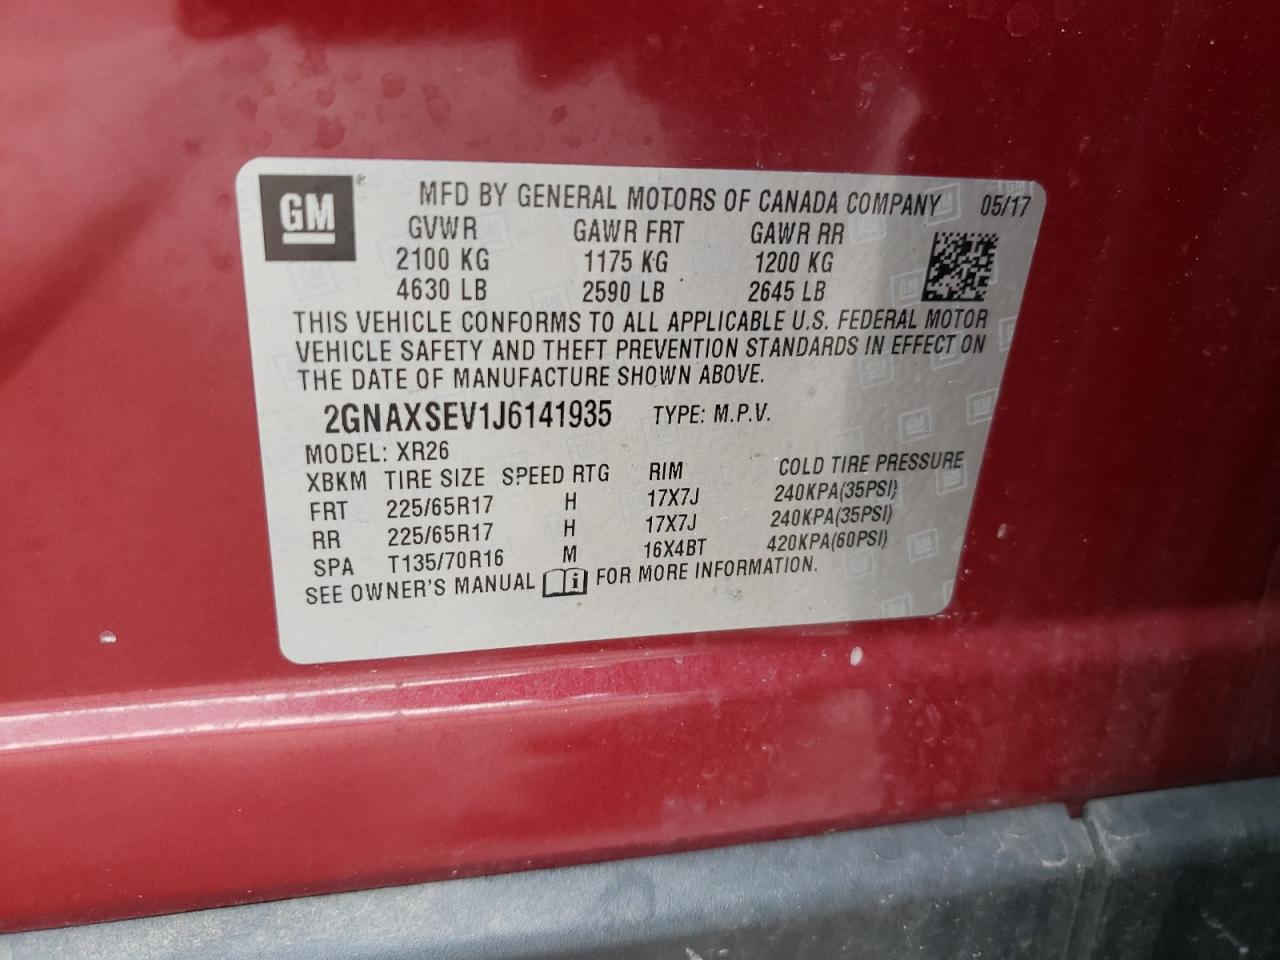 GM ®
MFD BY GENERAL MOTORS OF CANADA COMPANY 05/17
GVWR GAWR FRT GAWR RR
2100 KG 1175 KG 1200 KG
4630 LB 2590 LB 2645 LB
THIS VEHICLE CONFORMS TO ALL APPLICABLE U.S. FEDERAL MOTOR
VEHICLE SAFETY AND THEFT PREVENTION STANDARDS IN EFFECT ON
THE DATE OF MANUFACTURE SHOWN ABOVE.
2GNAXSEV1J6141935 TYPE: M.P.V.
MODEL: XR26
XBKM TIRE SIZE SPEED RTG RIM COLD TIRE PRESSURE
FRT 225/65R17 H 17X7J 240KPA(35PSI)
RR 225/65R17 H 17X7J 240KPA(35PSI)
SPA T135/70R16 M 16X4BT 420KPA(60PSI)
SEE OWNER'S MANUAL FOR MORE INFORMATION.